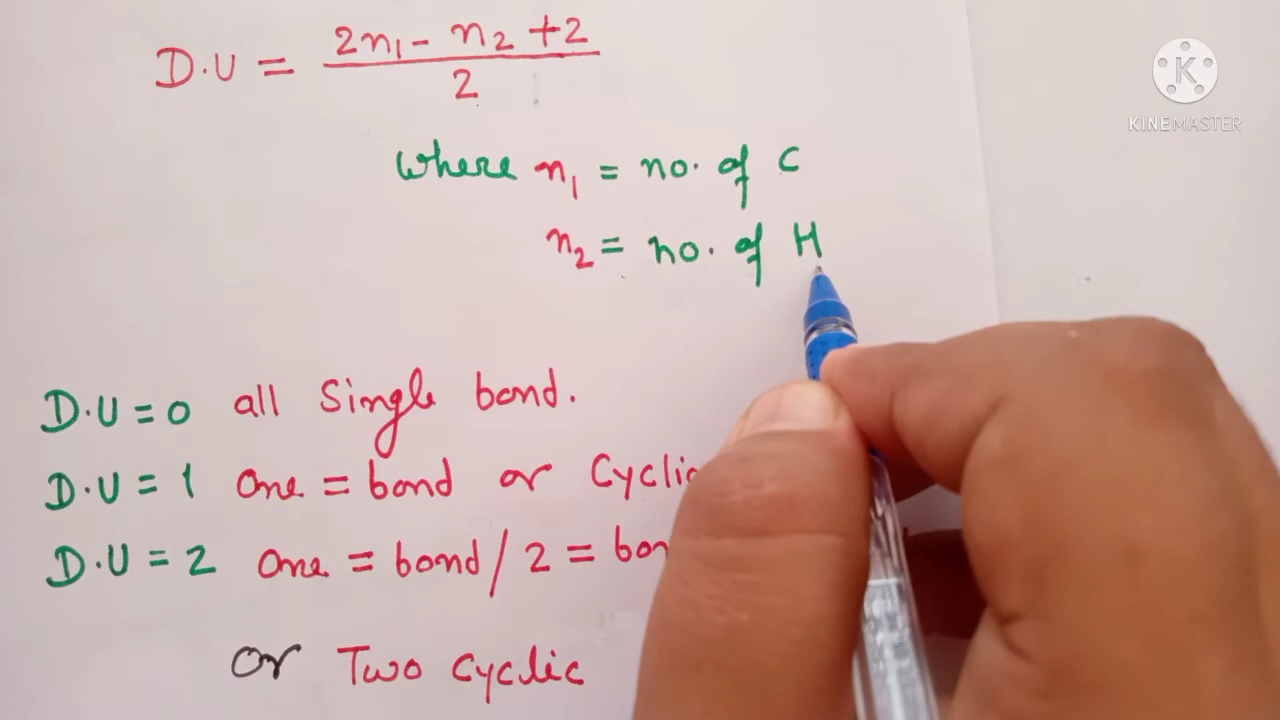 D.U = 2n₁ - n₂ + 2
2
where n₁ = no. of C
n₂ = no. of H
D.U = 0 all Single bond.
D.U = 1 One = bond or Cyclic
D.U = 2 One = bond / 2 = bon
or Two Cyclic
K
KINEMASTER